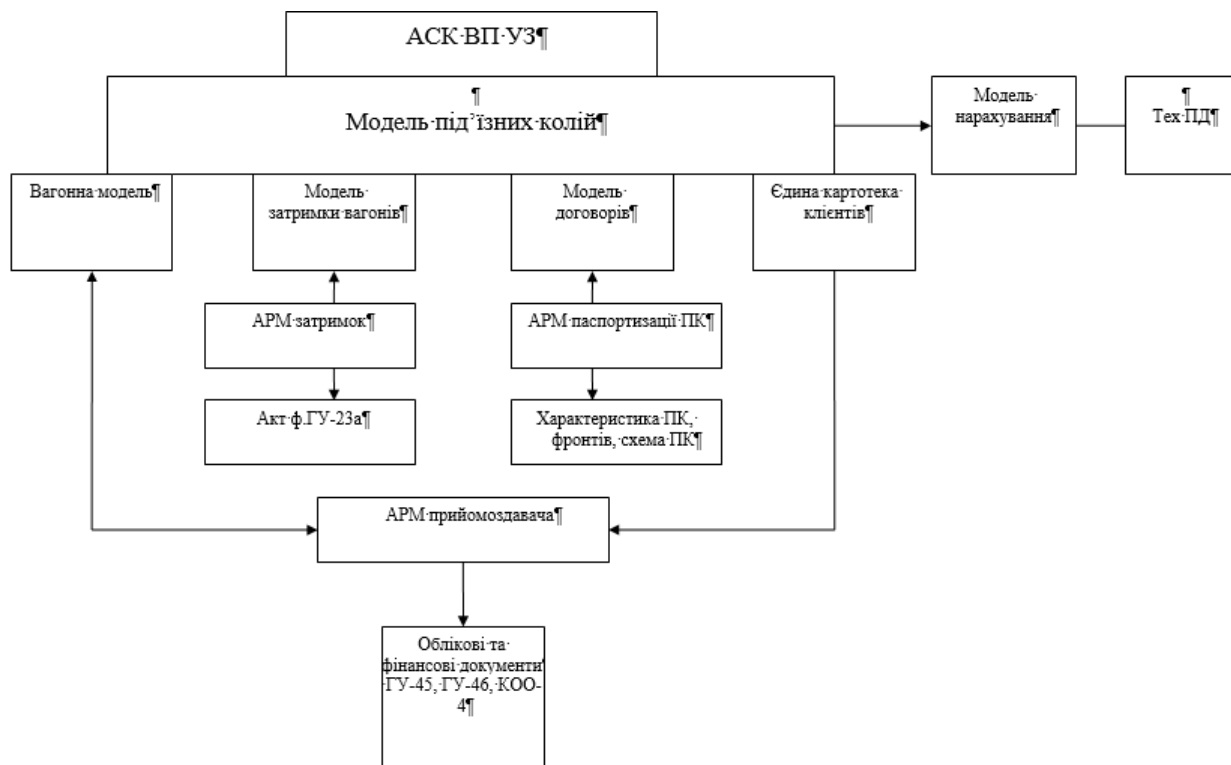 АСК·ВП·УЗ¶
¶
Модель·під’їзних·колій¶
Модель·
нарахування¶
¶
Тех·ПД¶
Вагонна·модель¶
Модель·
затримки·вагонів¶
Модель·
договорів¶
Єдина·картотека·
клієнтів¶
АРМ·затримок¶
АРМ·паспортизації·ПК¶
Акт·ф.ГУ-23а¶
Характеристика·ПК,·
фронтів,·схема·ПК¶
АРМ·прийомоздавача¶
Облікові·та·
фінансові·документи
·ГУ-45,·ГУ-46,·КОО-
4¶